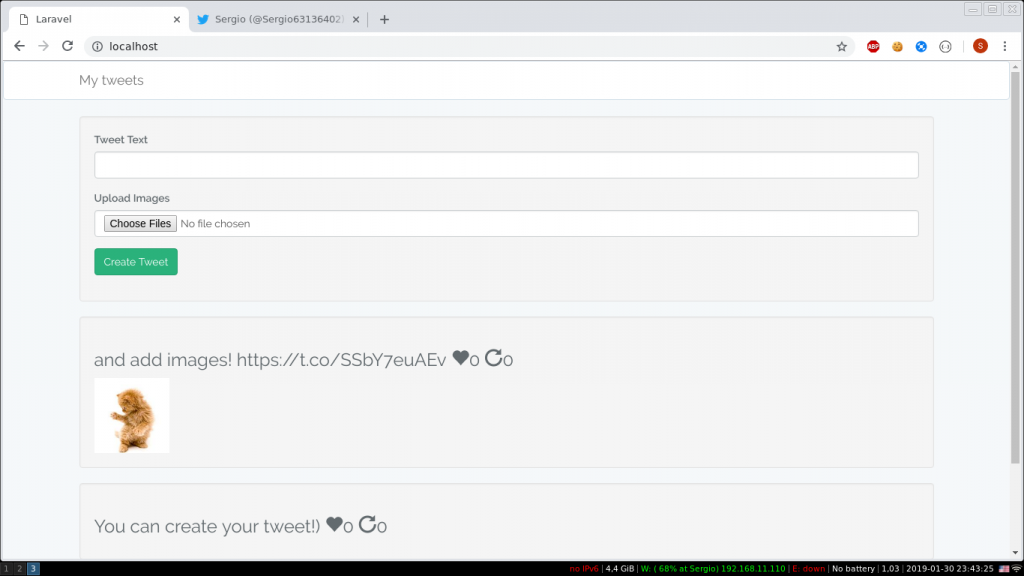 Laravel
Sergio (@Sergio63136402)
localhost
ABP
S
My tweets
Tweet Text
Upload Images
Choose Files No file chosen
Create Tweet
and add images! https://t.co/SSbY7euAEv 0 0
You can create your tweet!) 0 0
1 2 3
no IPv6 | 4,4 GiB | W: ( 68% at Sergio) 192.168.11.110 | E: down | No battery | 1,03 | 2019-01-30 23:43:25